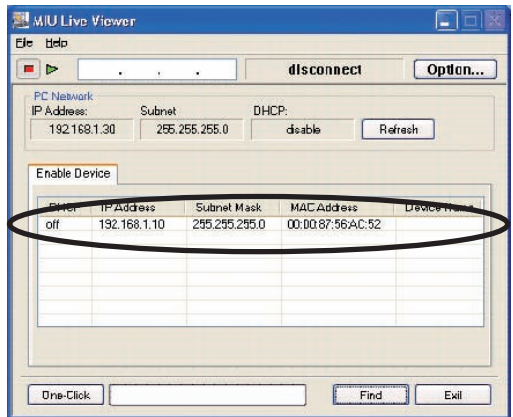 MIU Live Viewer
File Help
. . . disconnect Option...
PC Network
IP Address: Subnet DHCP:
192.168.1.30 255.255.255.0 disable Refresh
Enable Device
DHCP IP Address Subnet Mask MAC Address Device Name
off 192.168.1.10 255.255.255.0 00:D0:87:56:AC:52
One-Click Find Exit